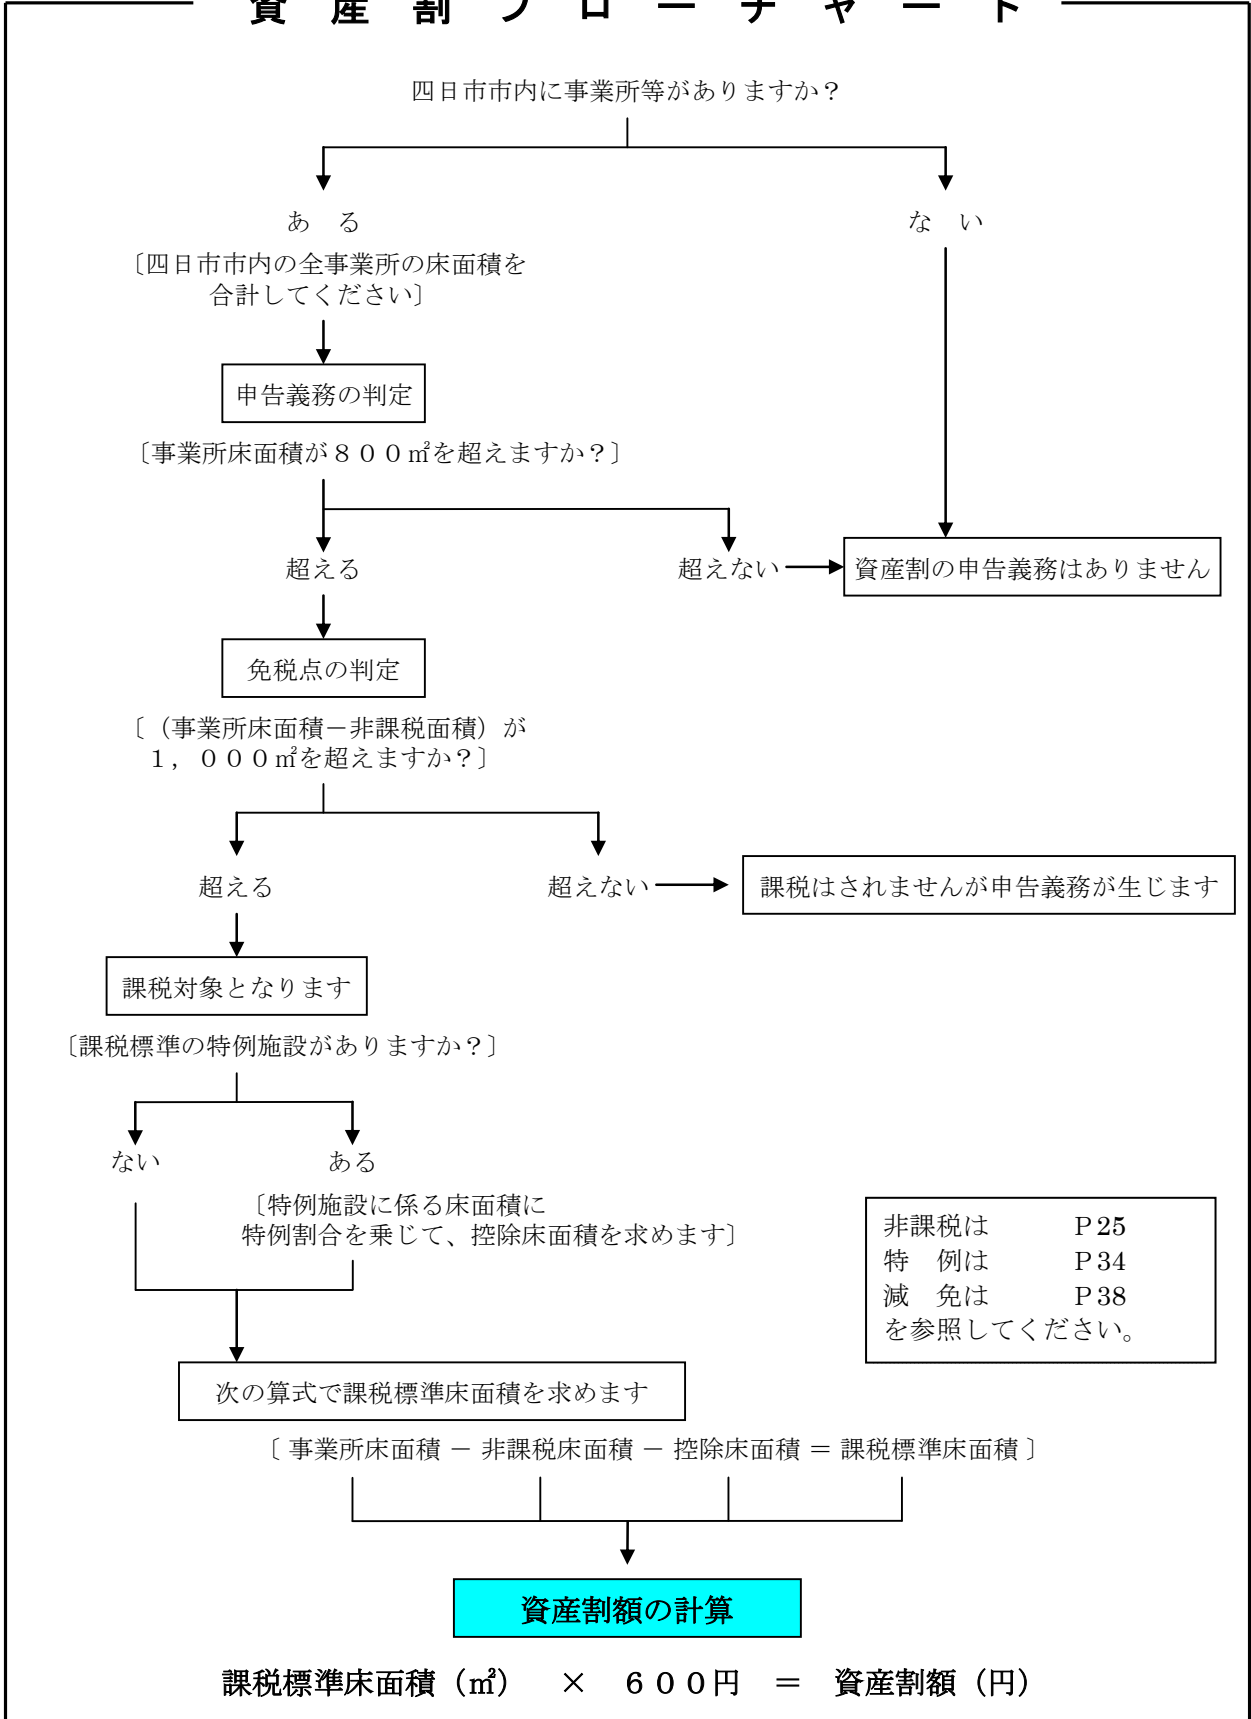 資産割フローチャート
四日市市内に事業所等がありますか？
ある
ない
〔四日市市内の全事業所の床面積を
合計してください〕
申告義務の判定
〔事業所床面積が８００㎡を超えますか？〕
超える
超えない
資産割の申告義務はありません
免税点の判定
〔（事業所床面積－非課税面積）が
１，０００㎡を超えますか？〕
超える
超えない
課税はされませんが申告義務が生じます
課税対象となります
〔課税標準の特例施設がありますか？〕
ない
ある
〔特例施設に係る床面積に
特例割合を乗じて、控除床面積を求めます〕
非課税は　Ｐ25
特　例は　Ｐ34
減　免は　Ｐ38
を参照してください。
次の算式で課税標準床面積を求めます
〔 事業所床面積 － 非課税床面積 － 控除床面積 ＝ 課税標準床面積 〕
資産割額の計算
課税標準床面積（㎡）　×　６００円　＝　資産割額（円）